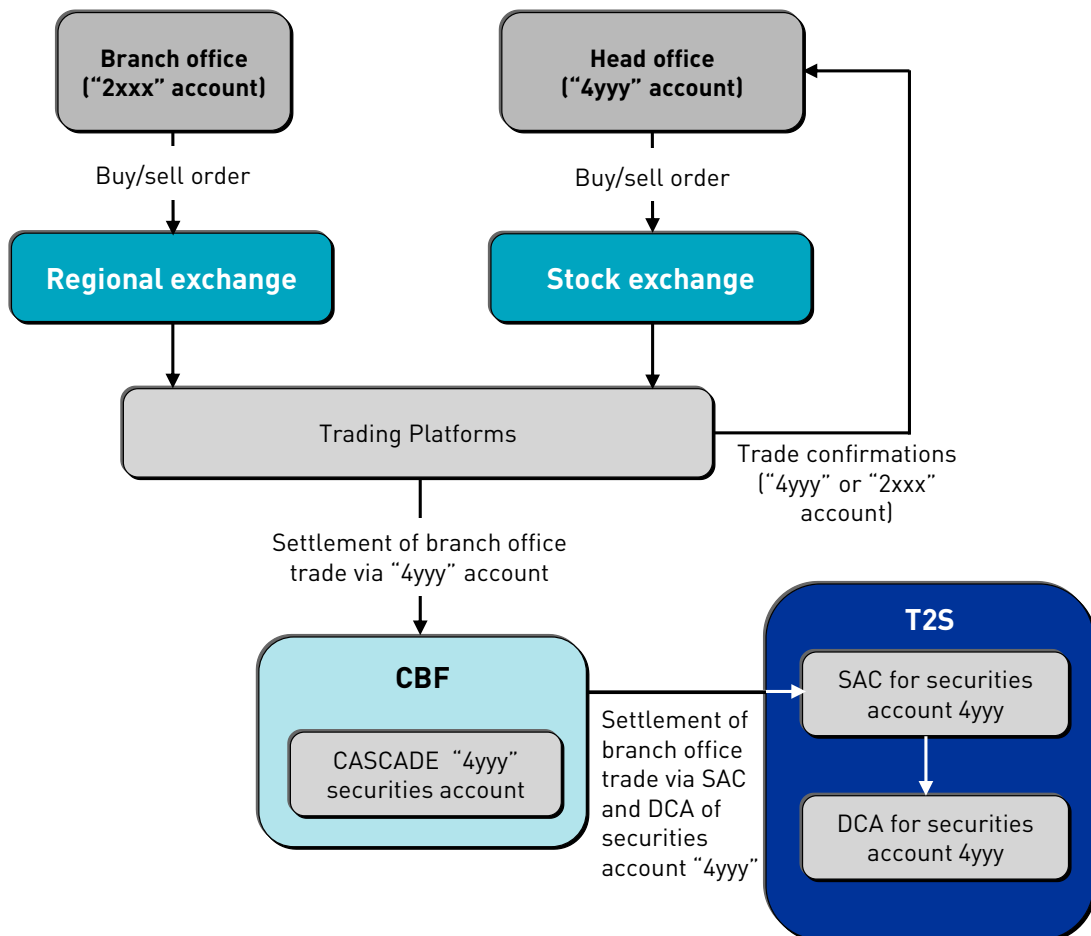 Branch office
(“2xxx” account)
Head office
(“4yyy” account)
Buy/sell order
Buy/sell order
Regional exchange
Stock exchange
Trading Platforms
Trade confirmations
(“4yyy” or “2xxx”
account)
Settlement of branch office
trade via “4yyy” account
CBF
CASCADE “4yyy”
securities account
Settlement of
branch office
trade via SAC
and DCA of
securities
account “4yyy”
T2S
SAC for securities
account 4yyy
DCA for securities
account 4yyy